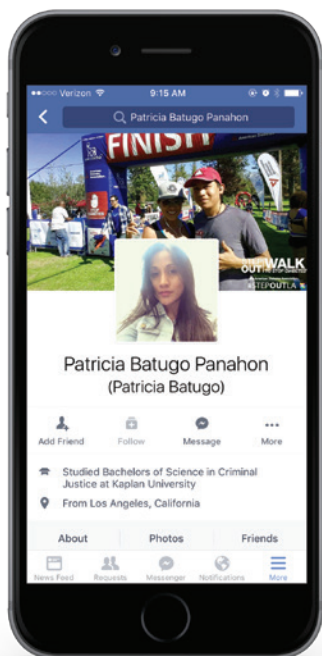 Verizon 9:15 AM
Patricia Batugo Panahon
FINISH
OUT WALK
#STEPOUTLA
Patricia Batugo Panahon
(Patricia Batugo)
Add Friend Follow Message More
Studied Bachelors of Science in Criminal
Justice at Kaplan University
From Los Angeles, California
About Photos Friends
News Feed Requests Messenger Notifications More